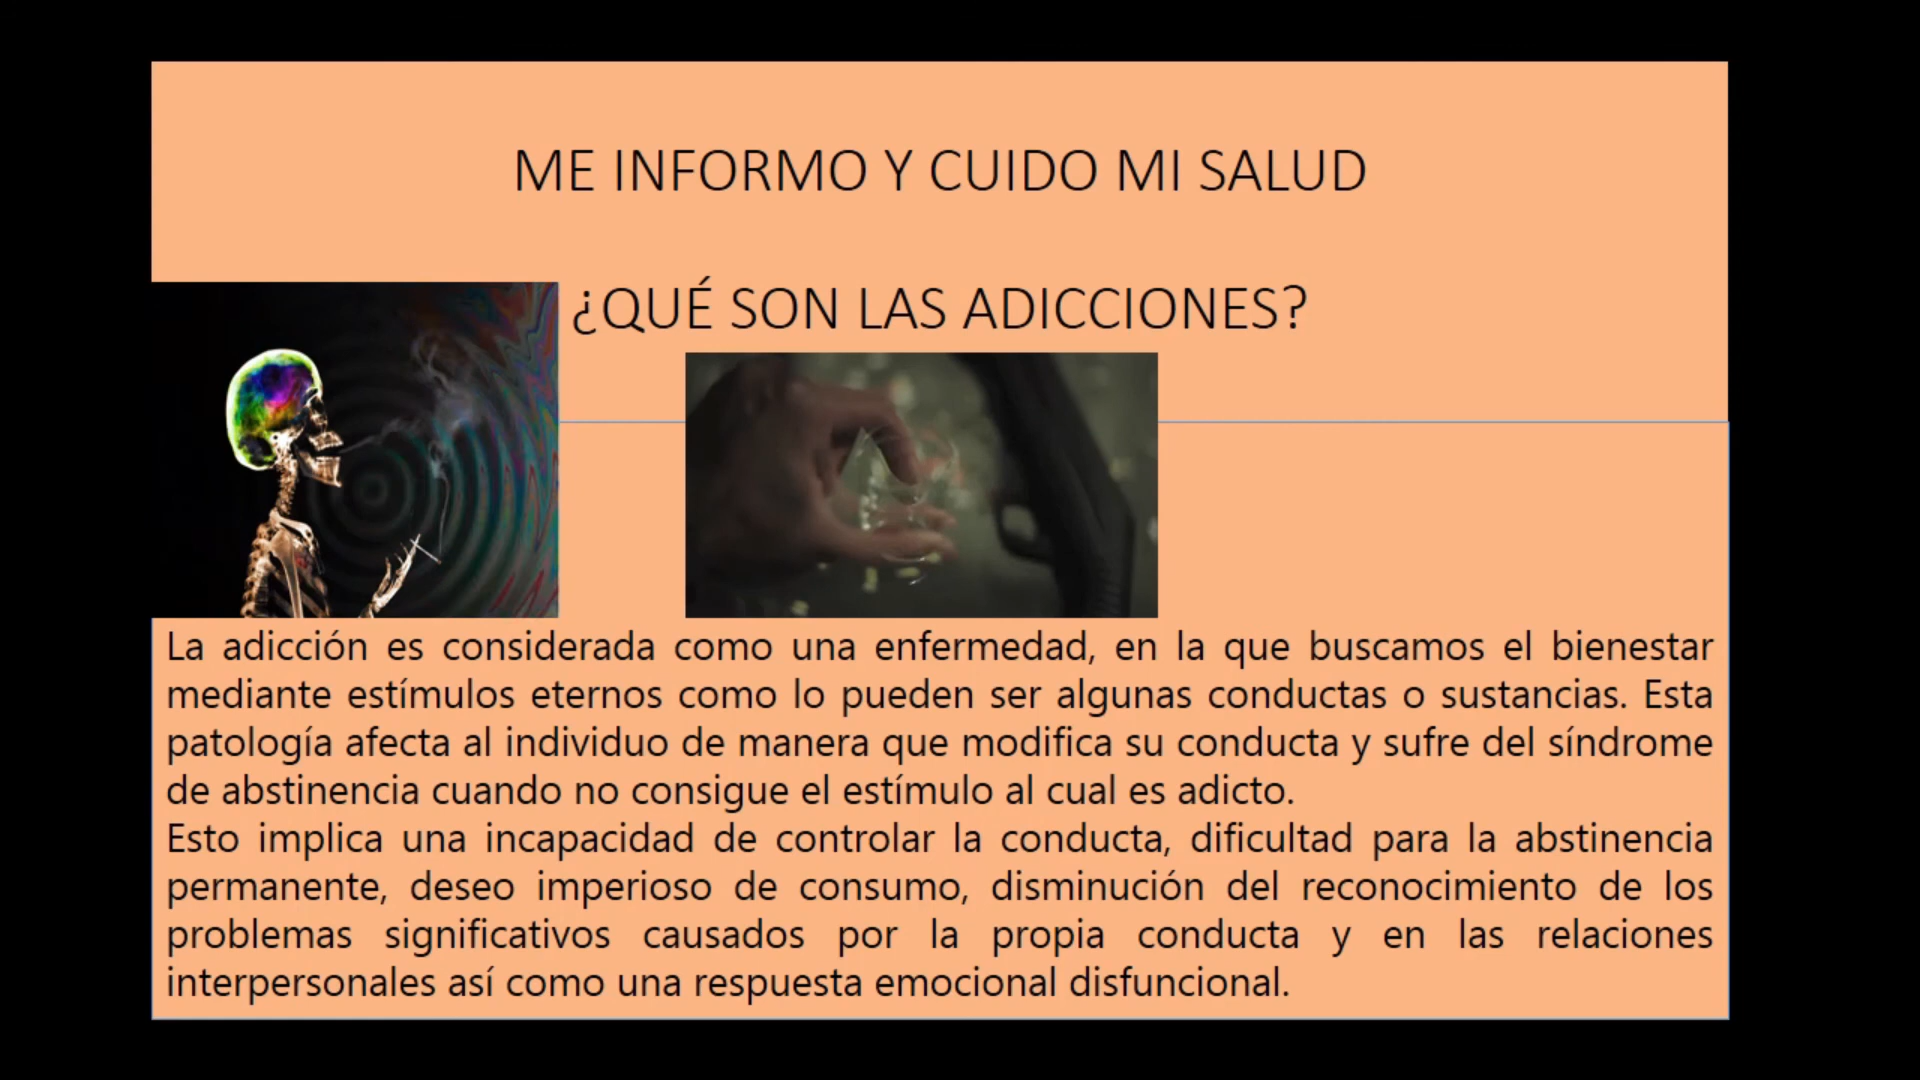 ME INFORMO Y CUIDO MI SALUD
¿QUÉ SON LAS ADICCIONES?
La adicción es considerada como una enfermedad, en la que buscamos el bienestar
mediante estímulos eternos como lo pueden ser algunas conductas o sustancias. Esta
patología afecta al individuo de manera que modifica su conducta y sufre del síndrome
de abstinencia cuando no consigue el estímulo al cual es adicto.
Esto implica una incapacidad de controlar la conducta, dificultad para la abstinencia
permanente, deseo imperioso de consumo, disminución del reconocimiento de los
problemas significativos causados por la propia conducta y en las relaciones
interpersonales así como una respuesta emocional disfuncional.